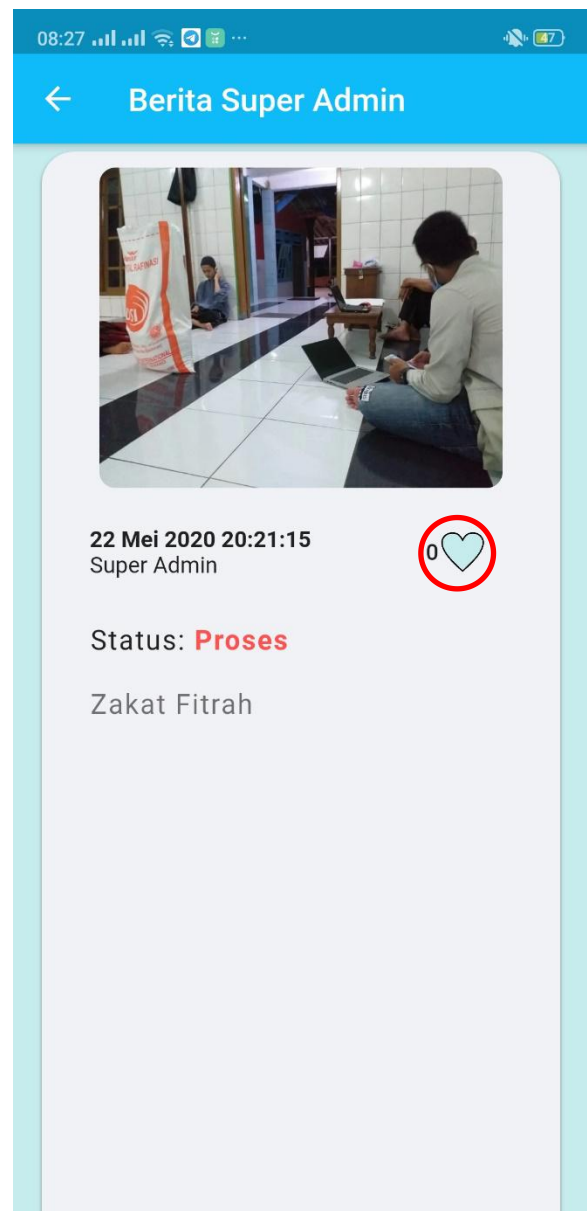 08:27
47
Berita Super Admin
22 Mei 2020 20:21:15
Super Admin
0
Status: Proses
Zakat Fitrah